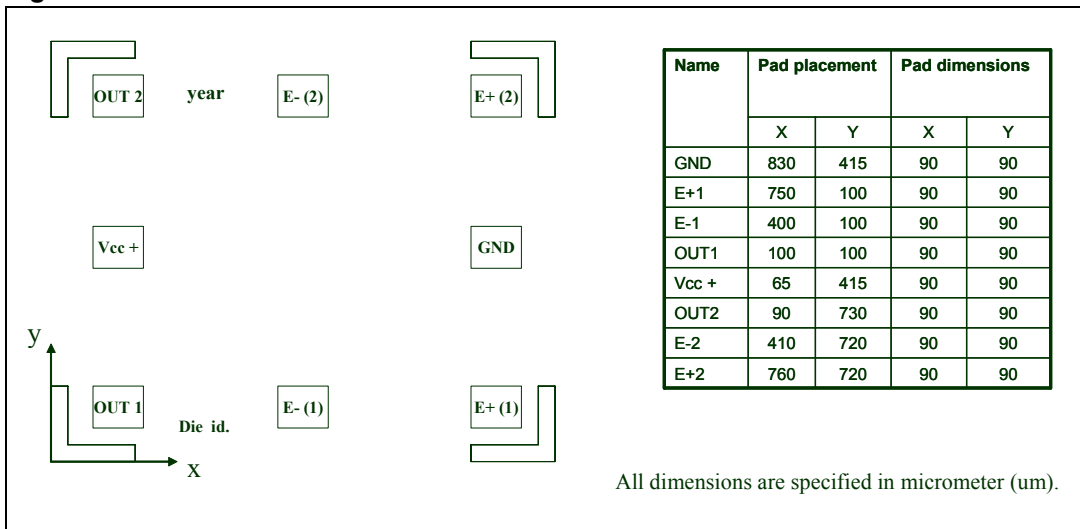 OUT 2 year E- (2) E+ (2)
Vcc + GND
y
OUT 1 Die id. E- (1) E+ (1)
x
Name Pad placement Pad dimensions
X Y X Y
GND 830 415 90 90
E+1 750 100 90 90
E-1 400 100 90 90
OUT1 100 100 90 90
Vcc + 65 415 90 90
OUT2 90 730 90 90
E-2 410 720 90 90
E+2 760 720 90 90
All dimensions are specified in micrometer (um).